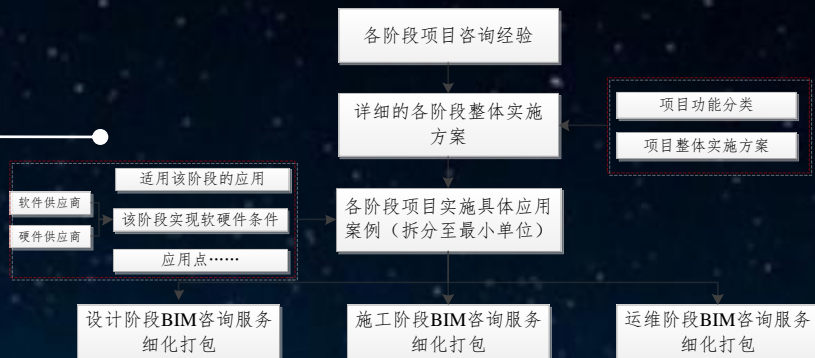 各阶段项目咨询经验
详细的各阶段整体实施
方案
项目功能分类
项目整体实施方案
适用该阶段的应用
软件供应商
硬件供应商
该阶段实现软硬件条件
应用点……
各阶段项目实施具体应用
案例（拆分至最小单位）
设计阶段BIM咨询服务
细化打包
施工阶段BIM咨询服务
细化打包
运维阶段BIM咨询服务
细化打包